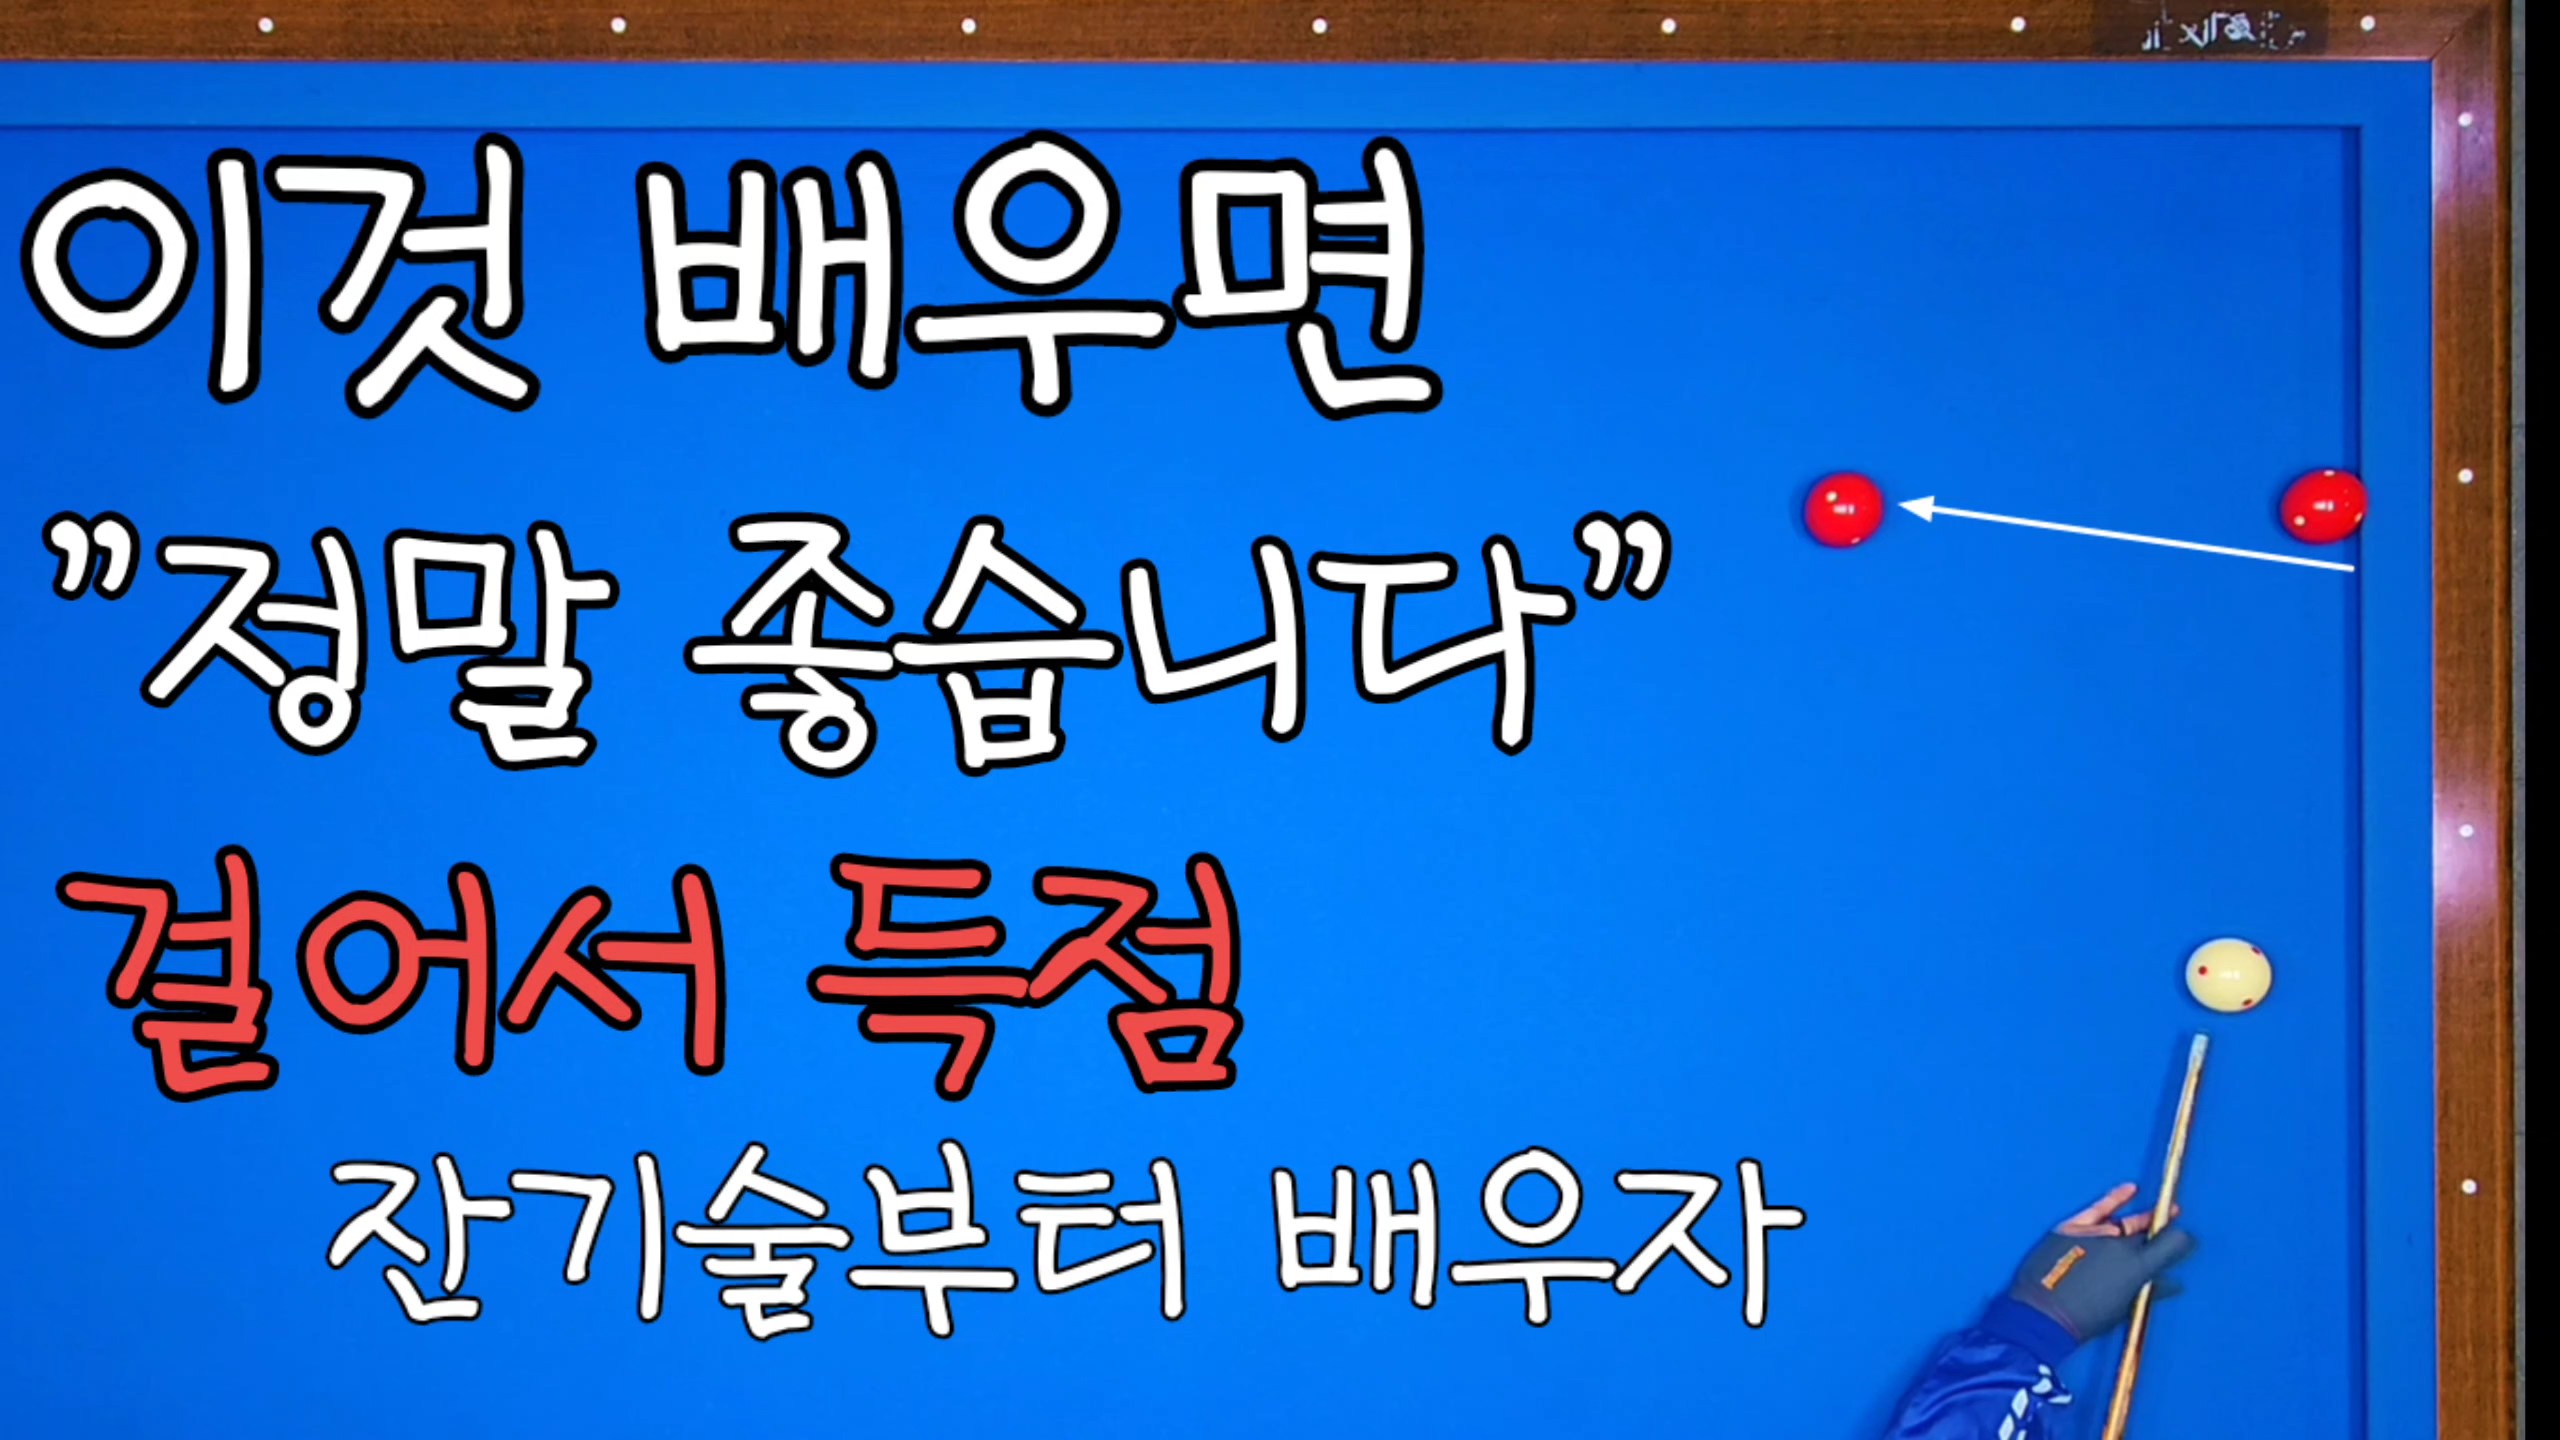 이것 배우면
”정말 좋습니다”
걸어서 득점
잔기술부터 배우자